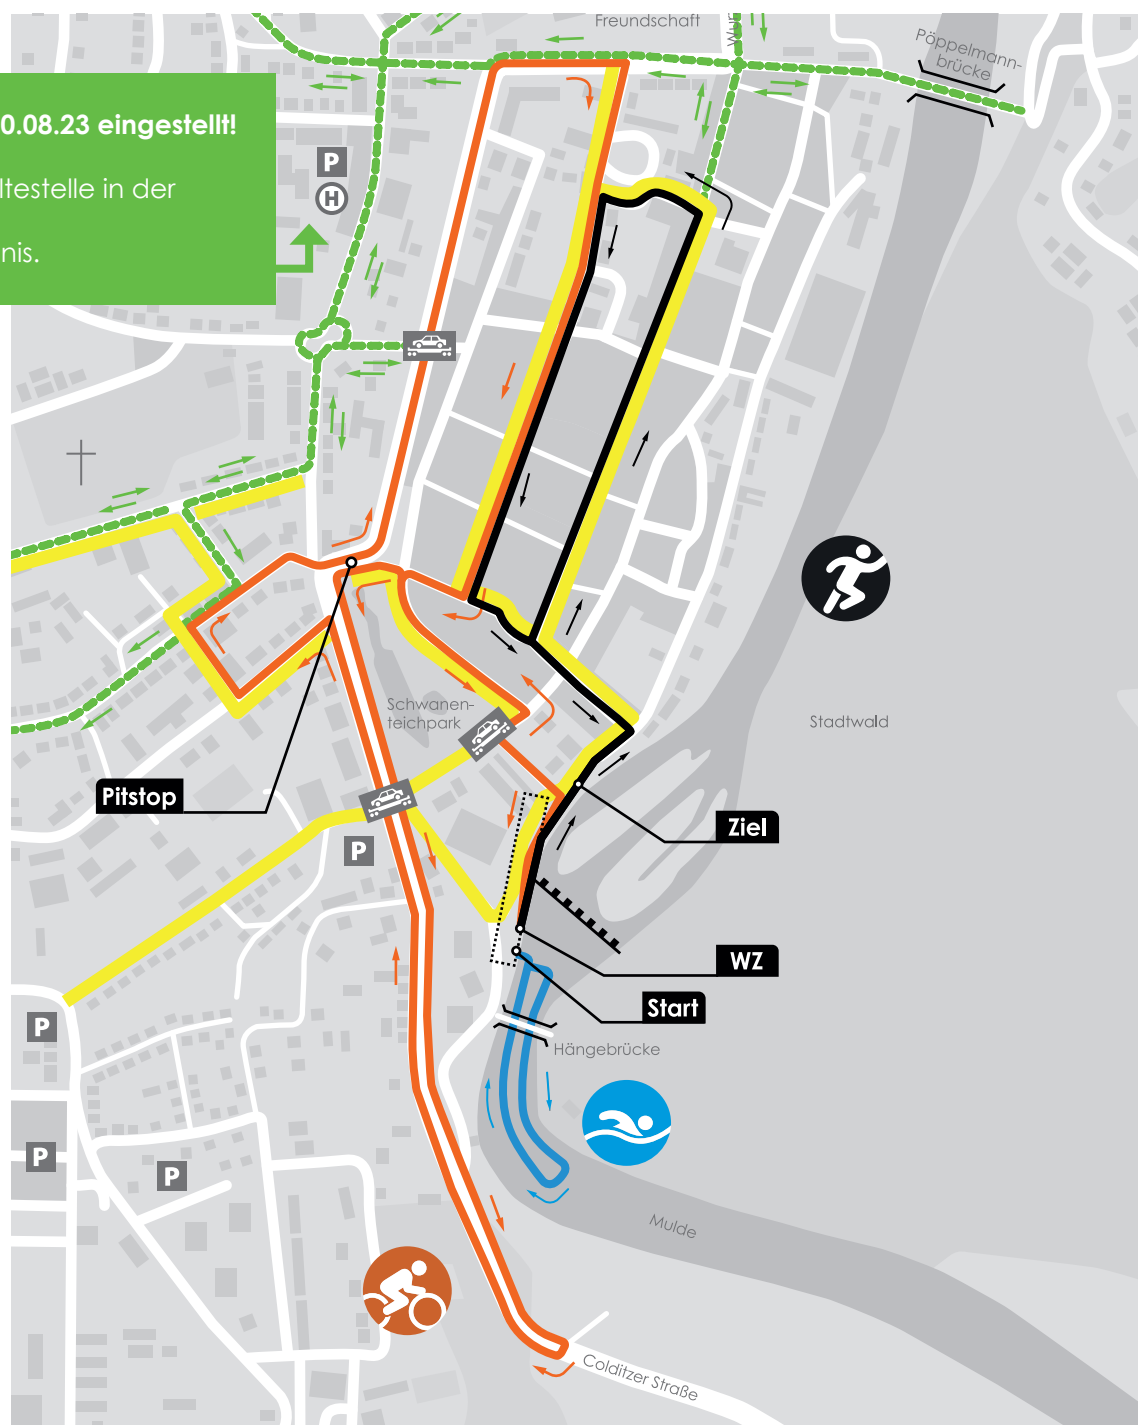 Freundschaft
Wur
Pöppelmann-
brücke
0.08.23 eingestellt!
ltestelle in der
nis.
P
H
Schwanen-
teichpark
Stadtwald
Pitstop
Ziel
P
WZ
Start
P
Hängebrücke
P
P
Mulde
Colditzer Straße